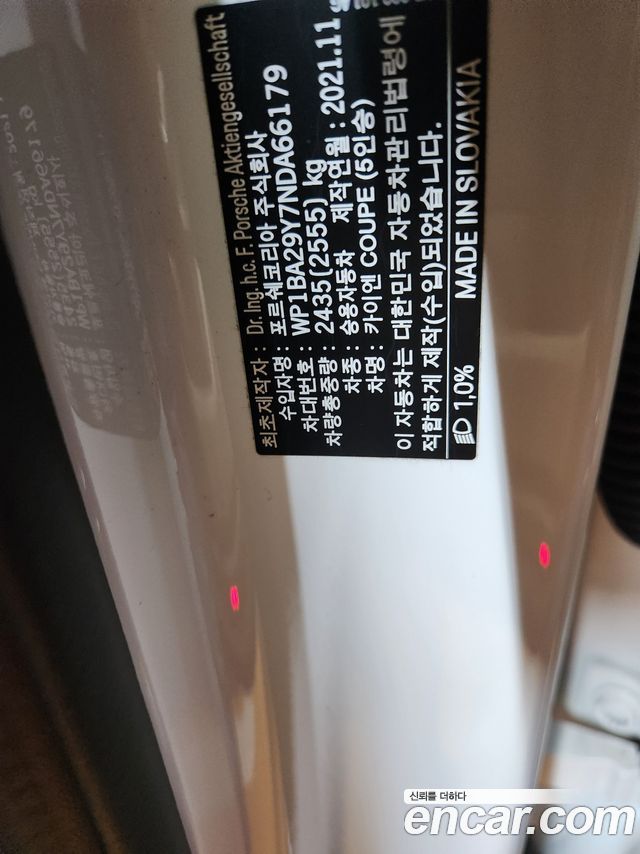 최초제작자 : Dr. Ing. h.c. F. Porsche Aktiengesellschaft
수입자명 : 포르쉐코리아 주식회사
차대번호 : WP1BA29Y7NDA66179
차량총중량 : 2435(2555) kg
차종 : 승용자동차 제작연월 : 2021.11
차명 : 카이엔 COUPE (5인승)
이 자동차는 대한민국 자동차관리법령에
적합하게 제작(수입)되었습니다.
1,0% MADE IN SLOVAKIA
신뢰를 더하다
encar.com